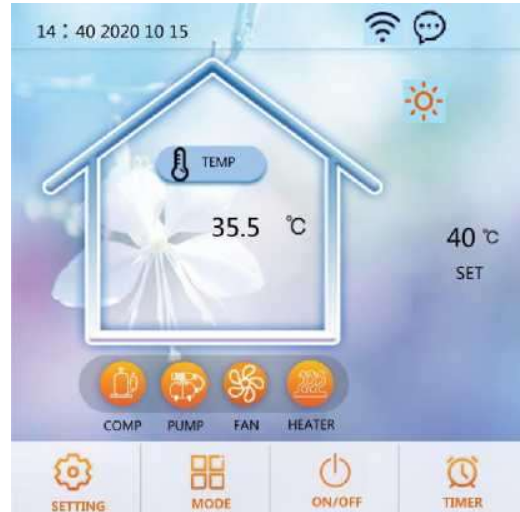 14：40 2020 10 15
TEMP
35.5 ℃
40 ℃
SET
COMP PUMP FAN HEATER
SETTING MODE ON/OFF TIMER